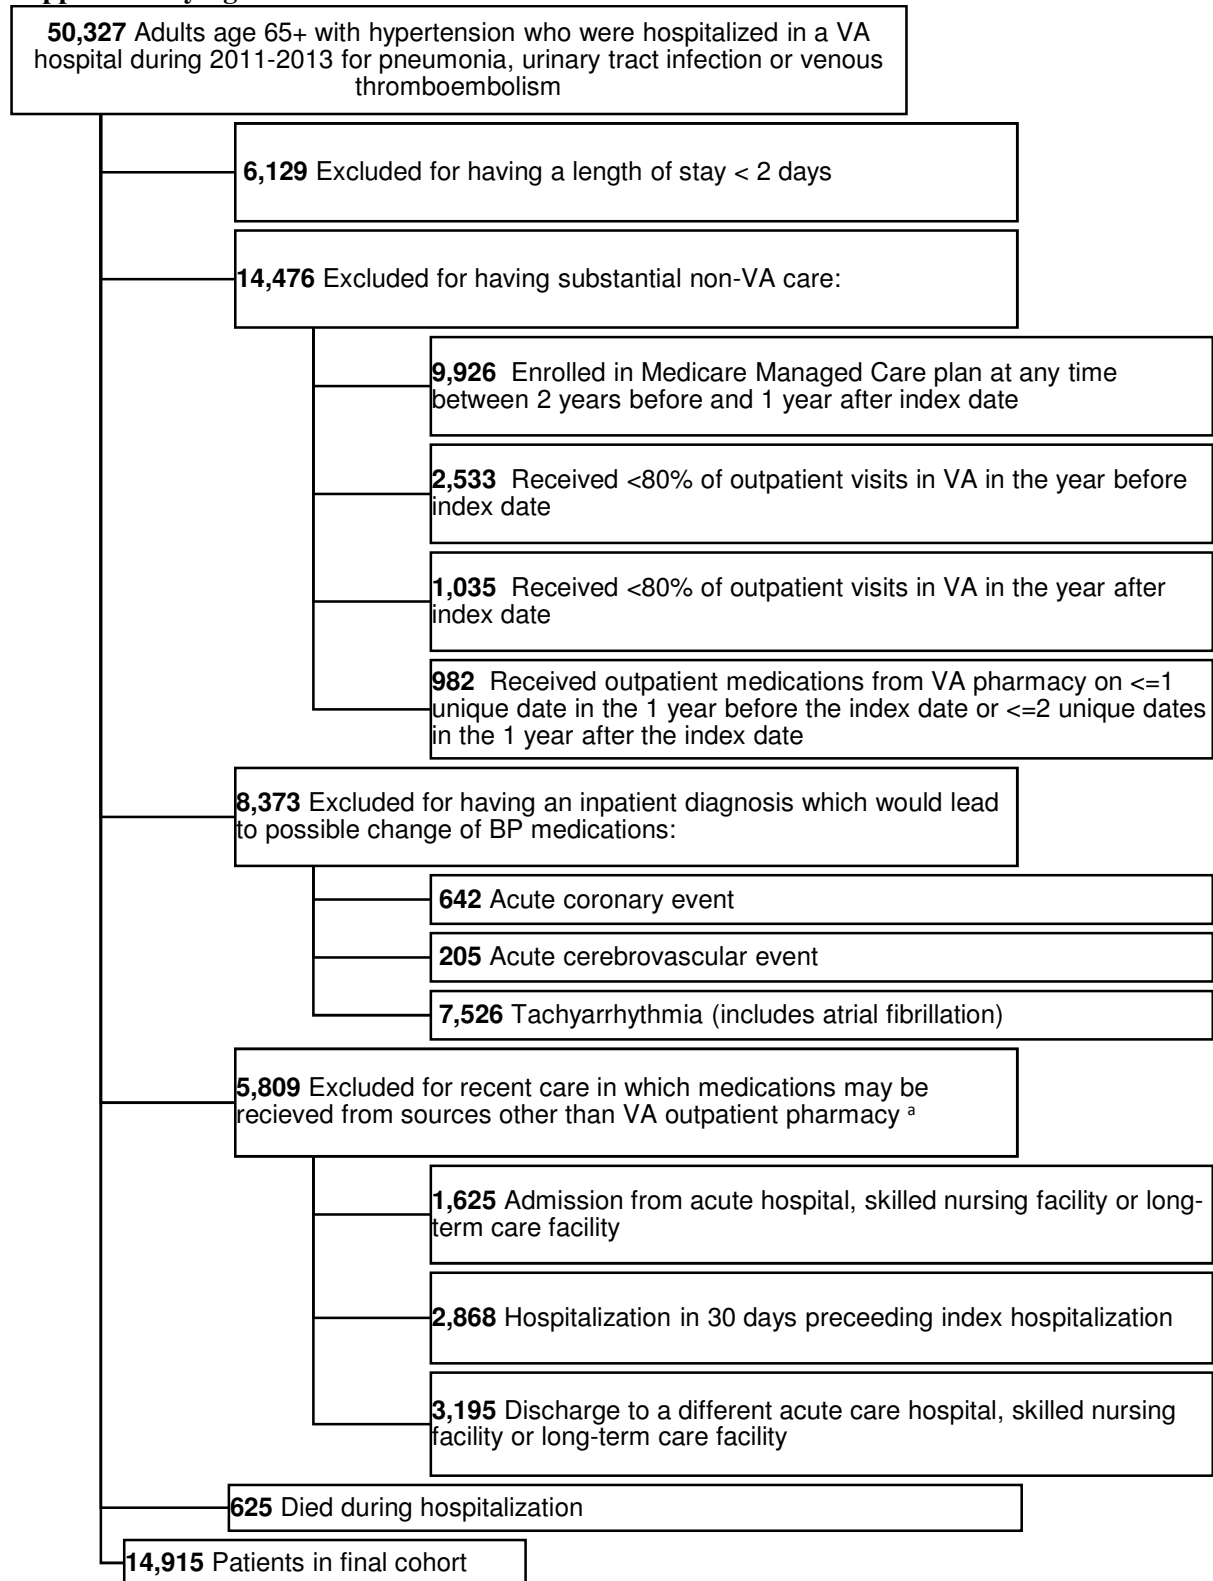 50,327 Adults age 65+ with hypertension who were hospitalized in a VA
hospital during 2011-2013 for pneumonia, urinary tract infection or venous
thromboembolism
6,129 Excluded for having a length of stay < 2 days
14,476 Excluded for having substantial non-VA care:
9,926 Enrolled in Medicare Managed Care plan at any time
between 2 years before and 1 year after index date
2,533 Received <80% of outpatient visits in VA in the year before
index date
1,035 Received <80% of outpatient visits in VA in the year after
index date
982 Received outpatient medications from VA pharmacy on <=1
unique date in the 1 year before the index date or <=2 unique dates
in the 1 year after the index date
8,373 Excluded for having an inpatient diagnosis which would lead
to possible change of BP medications:
642 Acute coronary event
205 Acute cerebrovascular event
7,526 Tachyarrhythmia (includes atrial fibrillation)
5,809 Excluded for recent care in which medications may be
recieved from sources other than VA outpatient pharmacy ᵃ
1,625 Admission from acute hospital, skilled nursing facility or long-
term care facility
2,868 Hospitalization in 30 days preceeding index hospitalization
3,195 Discharge to a different acute care hospital, skilled nursing
facility or long-term care facility
625 Died during hospitalization
14,915 Patients in final cohort